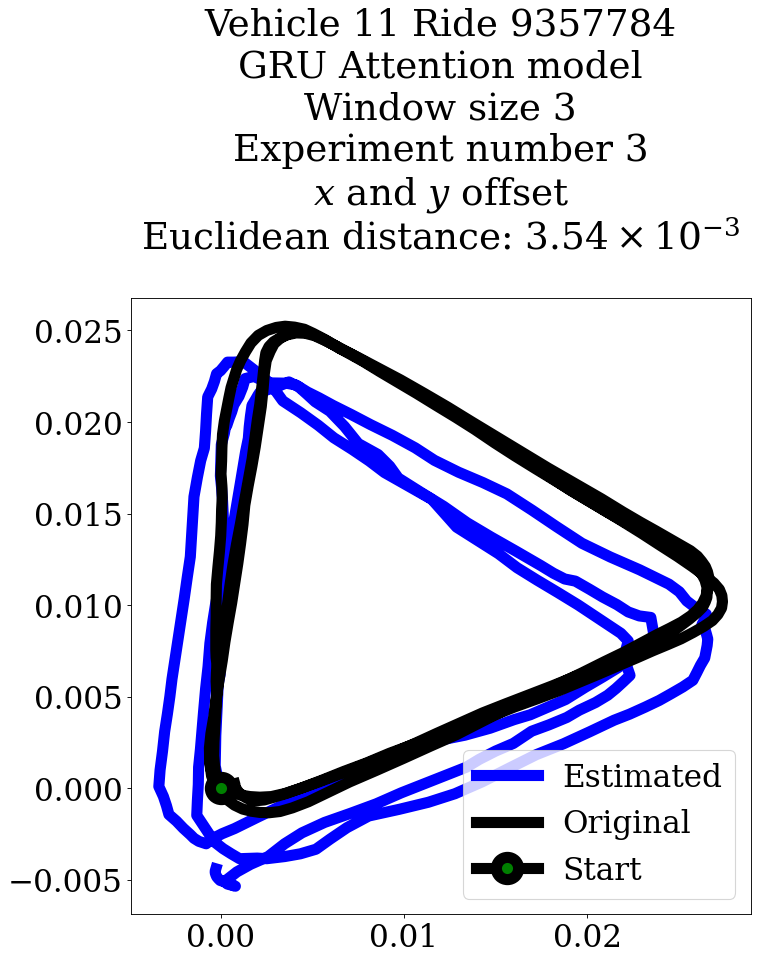 Vehicle 11 Ride 9357784
GRU Attention model
Window size 3
Experiment number 3
x and y offset
Euclidean distance: 3.54 × 10⁻³
0.025
0.020
0.015
0.010
0.005
0.000
−0.005
Estimated
Original
Start
0.00
0.01
0.02